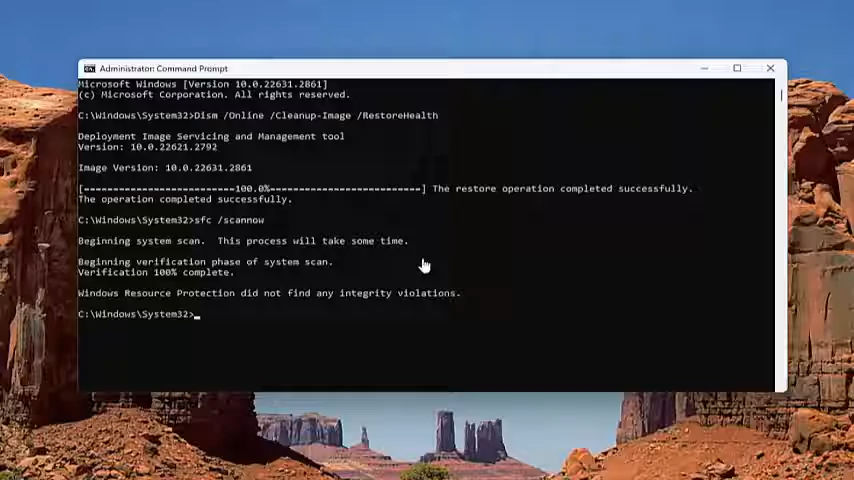 Administrator: Command Prompt
Microsoft Windows [Version 10.0.22631.2861]
(c) Microsoft Corporation. All rights reserved.
C:\Windows\System32>Dism /Online /Cleanup-Image /RestoreHealth
Deployment Image Servicing and Management tool
Version: 10.0.22621.2792
Image Version: 10.0.22631.2861
[==========================100.0%==========================] The restore operation completed successfully.
The operation completed successfully.
C:\Windows\System32>sfc /scannow
Beginning system scan.  This process will take some time.
Beginning verification phase of system scan.
Verification 100% complete.
Windows Resource Protection did not find any integrity violations.
C:\Windows\System32>